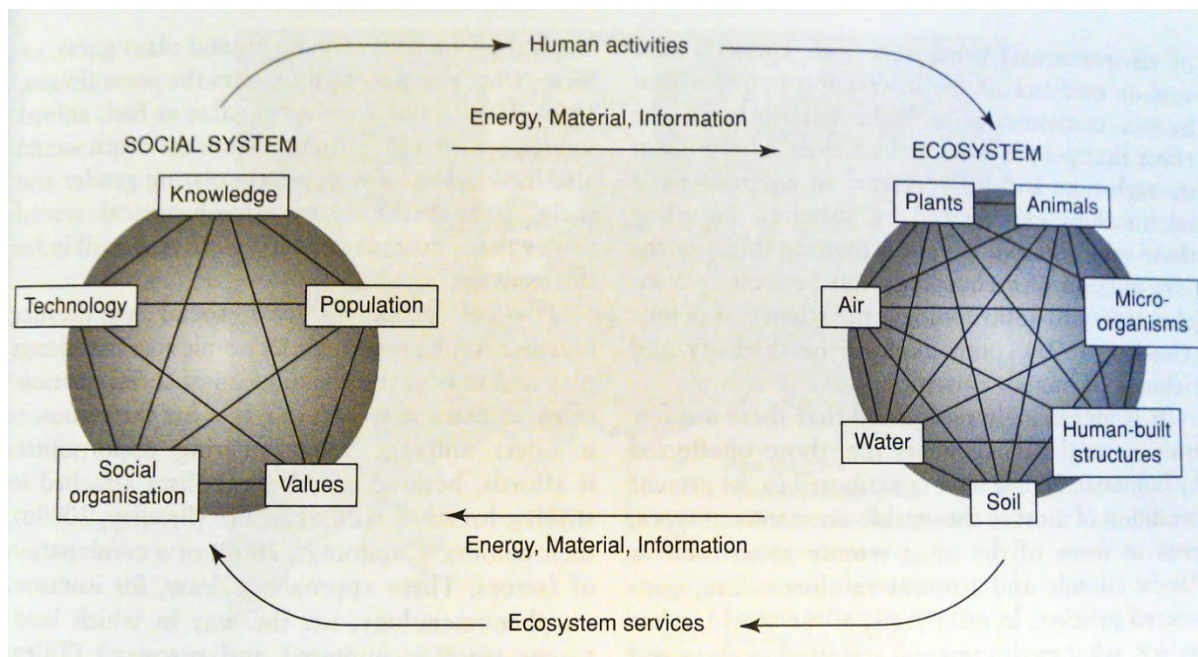 Human activities
Energy, Material, Information
SOCIAL SYSTEM
ECOSYSTEM
Knowledge
Plants
Animals
Technology
Population
Air
Micro-
organisms
Social
organisation
Values
Water
Human-built
structures
Soil
Energy, Material, Information
Ecosystem services